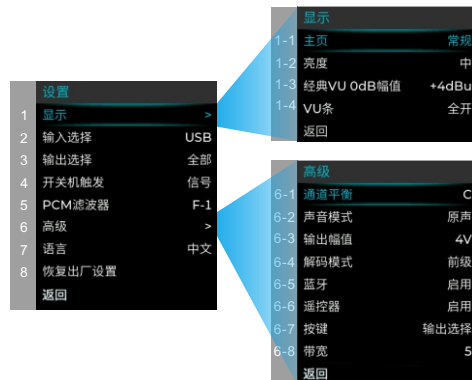 设置
1 显示 >
2 输入选择 USB
3 输出选择 全部
4 开关机触发 信号
5 PCM滤波器 F-1
6 高级 >
7 语言 中文
8 恢复出厂设置
返回
显示
1-1 主页 常规
1-2 亮度 中
1-3 经典VU 0dB幅值 +4dBu
1-4 VU条 全开
返回
高级
6-1 通道平衡 C
6-2 声音模式 原声
6-3 输出幅值 4V
6-4 解码模式 前级
6-5 蓝牙 启用
6-6 遥控器 启用
6-7 按键 输出选择
6-8 带宽 5
返回